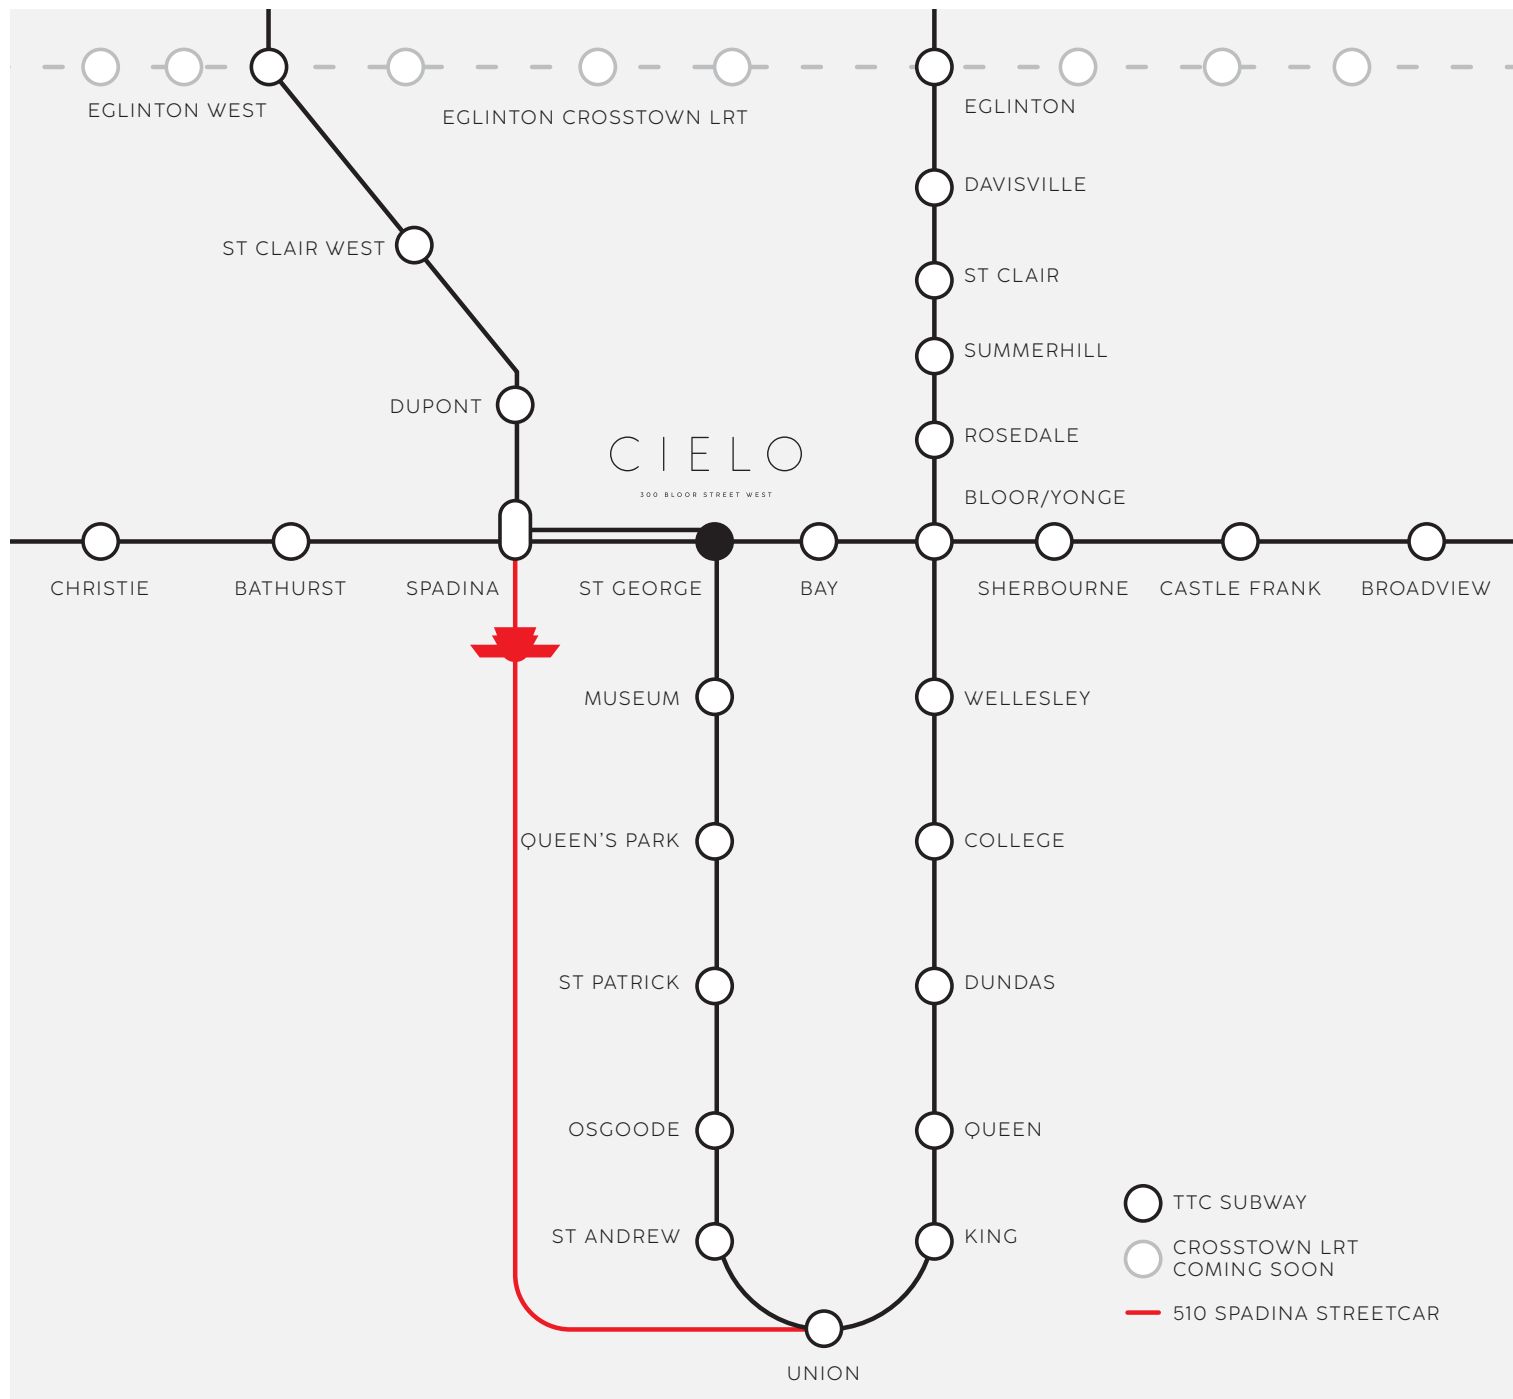 EGLINTON WEST
EGLINTON CROSSTOWN LRT
EGLINTON
DAVISVILLE
ST CLAIR WEST
ST CLAIR
SUMMERHILL
DUPONT
ROSEDALE
CIELO
300 BLOOR STREET WEST
BLOOR/YONGE
CHRISTIE
BATHURST
SPADINA
ST GEORGE
BAY
SHERBOURNE
CASTLE FRANK
BROADVIEW
MUSEUM
WELLESLEY
QUEEN'S PARK
COLLEGE
ST PATRICK
DUNDAS
OSGOODE
QUEEN
ST ANDREW
KING
UNION
TTC SUBWAY
CROSSTOWN LRT
COMING SOON
510 SPADINA STREETCAR